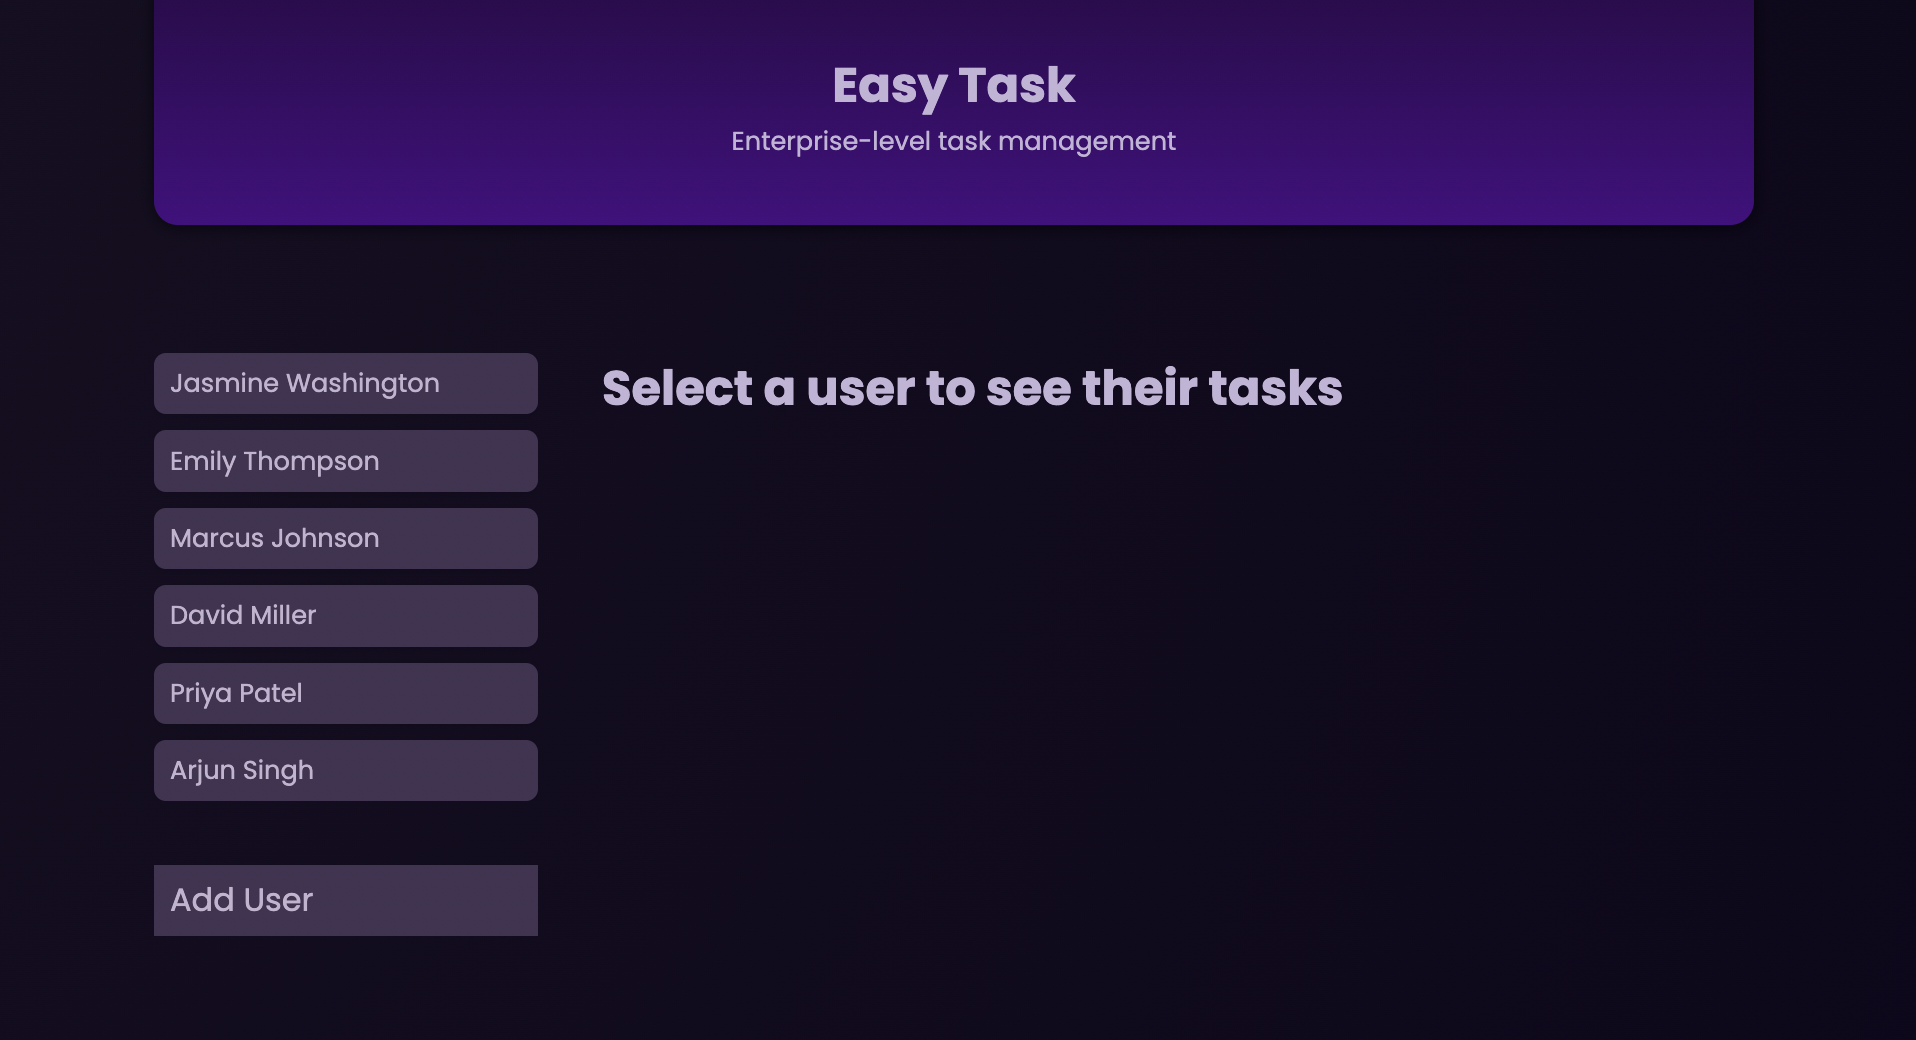 Easy Task
Enterprise-level task management
Jasmine Washington
Emily Thompson
Marcus Johnson
David Miller
Priya Patel
Arjun Singh
Add User
Select a user to see their tasks